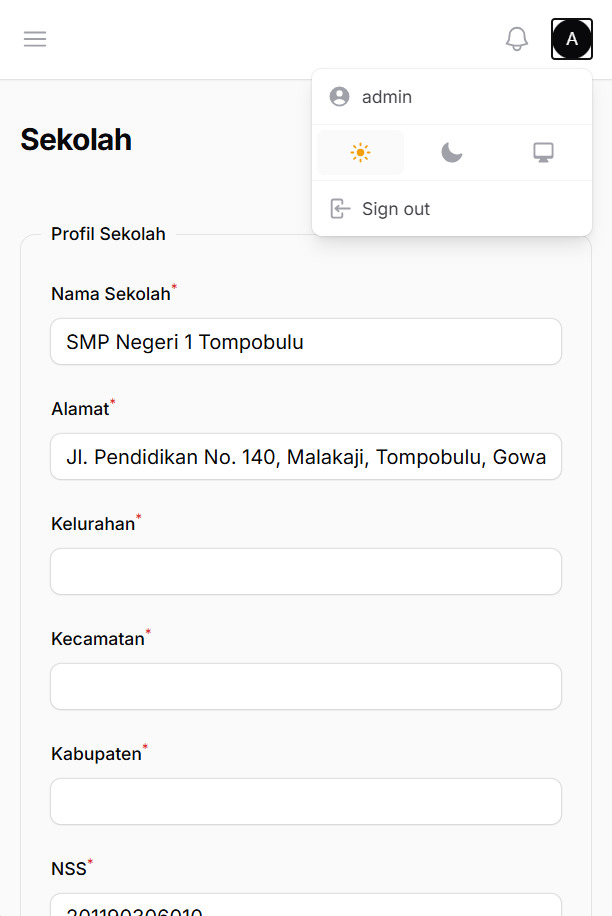 A
admin
Sekolah
Sign out
Profil Sekolah
Nama Sekolah*
SMP Negeri 1 Tompobulu
Alamat*
Jl. Pendidikan No. 140, Malakaji, Tompobulu, Gowa
Kelurahan*
Kecamatan*
Kabupaten*
NSS*